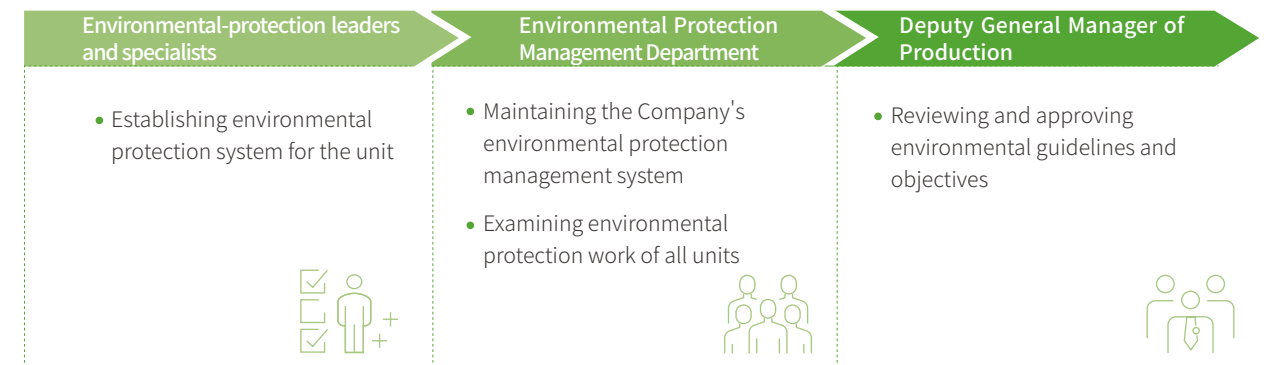 Environmental-protection leaders
and specialists
Environmental Protection
Management Department
Deputy General Manager of
Production
• Establishing environmental
protection system for the unit
• Maintaining the Company's
environmental protection
management system
• Examining environmental
protection work of all units
• Reviewing and approving
environmental guidelines and
objectives